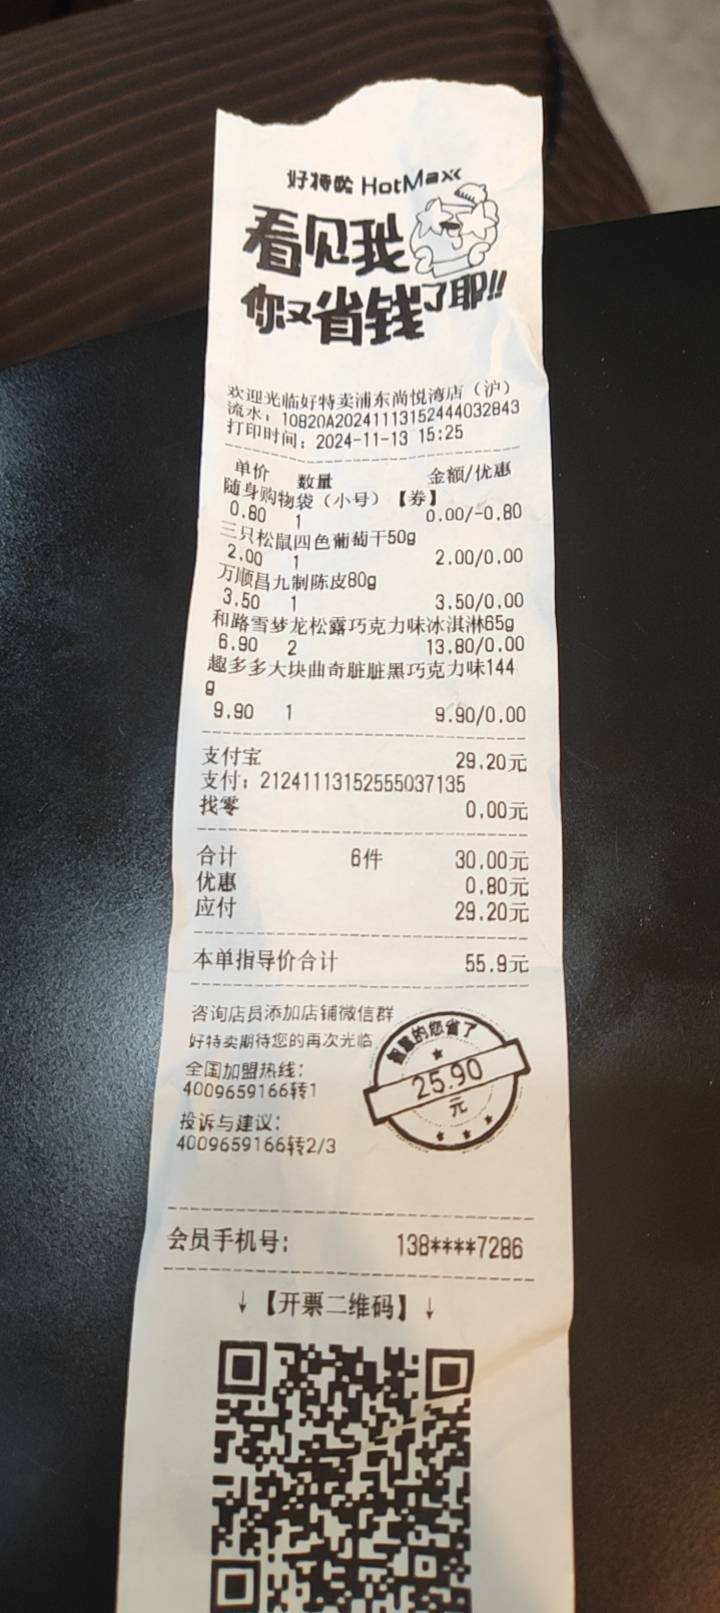 好特卖 HotMaxx
看见我
你又省钱了耶!!
欢迎光临好特卖浦东尚悦湾店（沪）
流水：10820A20241113152444032843
打印时间：2024-11-13 15:25
单价 数量 金额/优惠
随身购物袋（小号）【券】
0.80 1 0.00/-0.80
三只松鼠四色葡萄干50g
2.00 1 2.00/0.00
万顺昌九制陈皮80g
3.50 1 3.50/0.00
和路雪梦龙松露巧克力味冰淇淋65g
6.90 2 13.80/0.00
趣多多大块曲奇脏脏黑巧克力味144
g
9.90 1 9.90/0.00
支付宝 29.20元
支付：21241113152555037135
找零 0.00元
合计 6件 30.00元
优惠 0.80元
应付 29.20元
本单指导价合计 55.9元
咨询店员添加店铺微信群
好特卖期待您的再次光临
全国加盟热线：
4009659166转1
投诉与建议：
4009659166转2/3
智慧的您省了
25.90
元
会员手机号： 138****7286
↓【开票二维码】↓